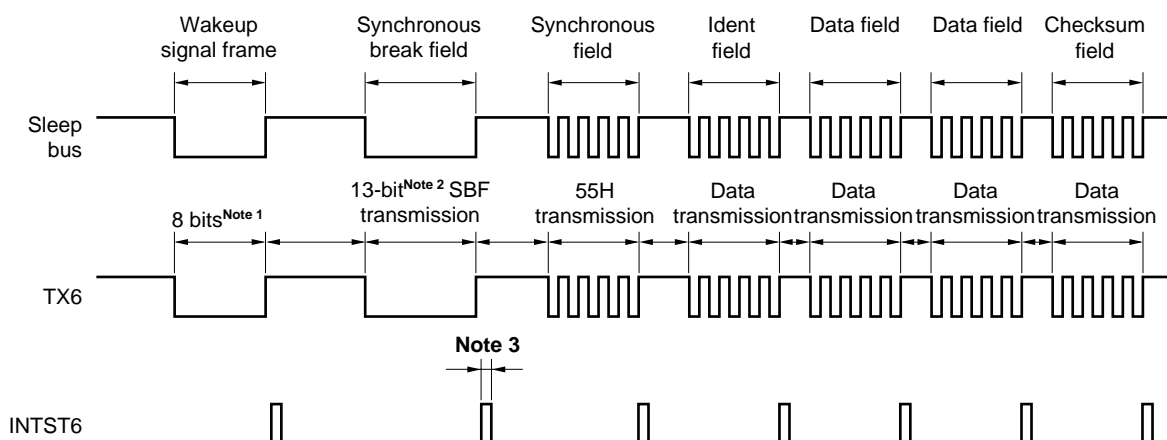 Wakeup
signal frame
Synchronous
break field
Synchronous
field
Ident
field
Data field
Data field
Checksum
field
Sleep
bus
8 bitsNote 1
13-bitNote 2 SBF
transmission
55H
transmission
Data
transmission
Data
transmission
Data
transmission
Data
transmission
TX6
Note 3
INTST6